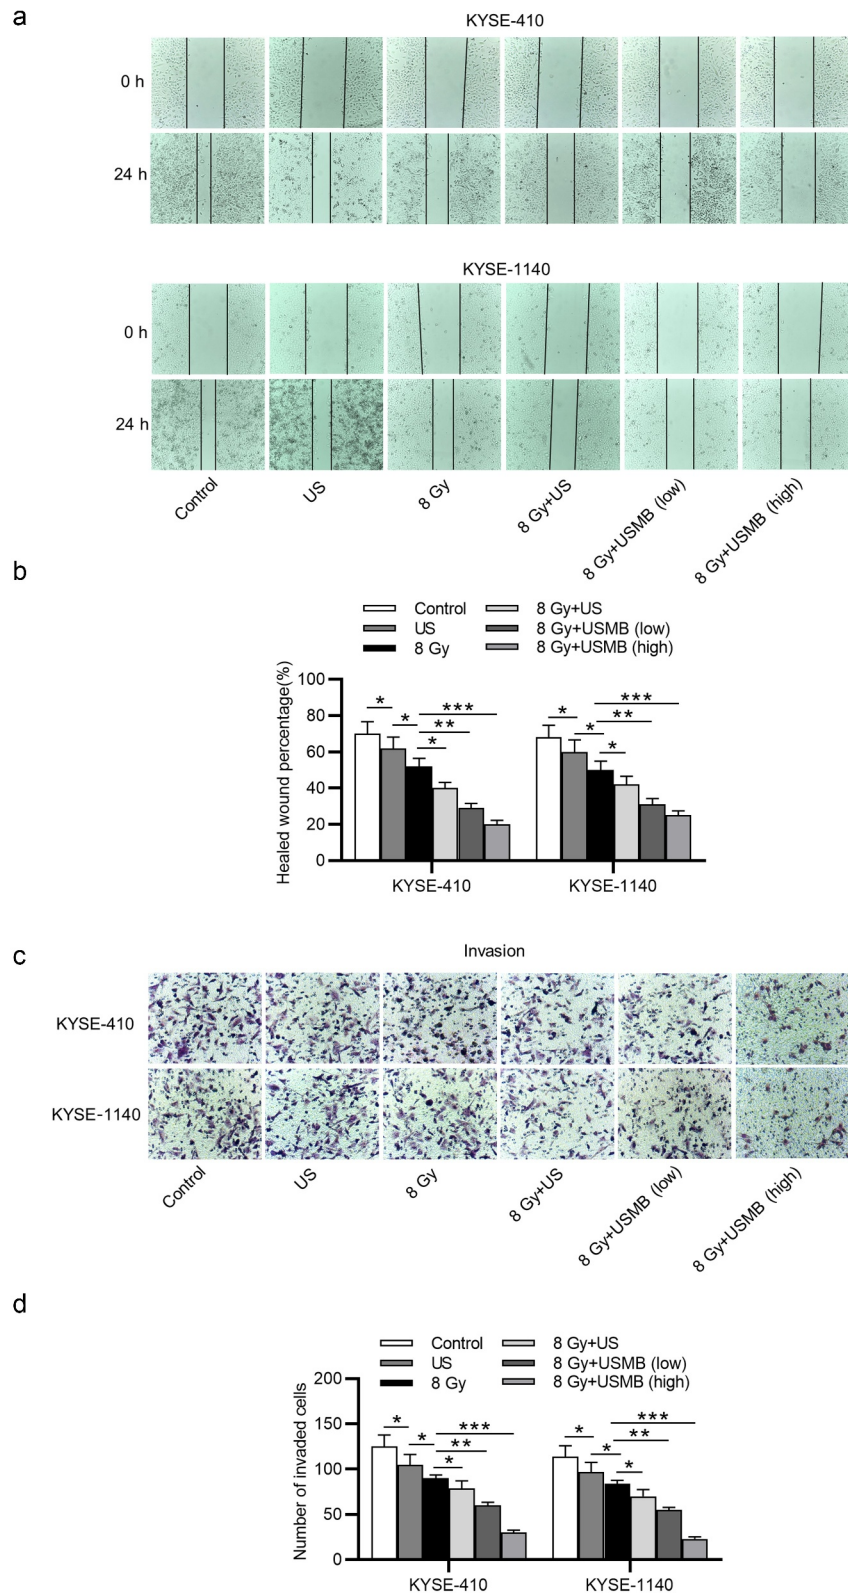 a
KYSE-410
0 h
24 h
KYSE-1140
0 h
24 h
Control
US
8 Gy
8 Gy+US
8 Gy+USMB (low)
8 Gy+USMB (high)
b
Control
US
8 Gy
8 Gy+US
8 Gy+USMB (low)
8 Gy+USMB (high)
Healed wound percentage(%)
100
80
60
40
20
0
*
*
***
**
*
*
*
***
**
*
KYSE-410
KYSE-1140
c
Invasion
KYSE-410
KYSE-1140
Control
US
8 Gy
8 Gy+US
8 Gy+USMB (low)
8 Gy+USMB (high)
d
Control
US
8 Gy
8 Gy+US
8 Gy+USMB (low)
8 Gy+USMB (high)
Number of invaded cells
200
150
100
50
0
*
*
***
**
*
*
*
***
**
*
KYSE-410
KYSE-1140